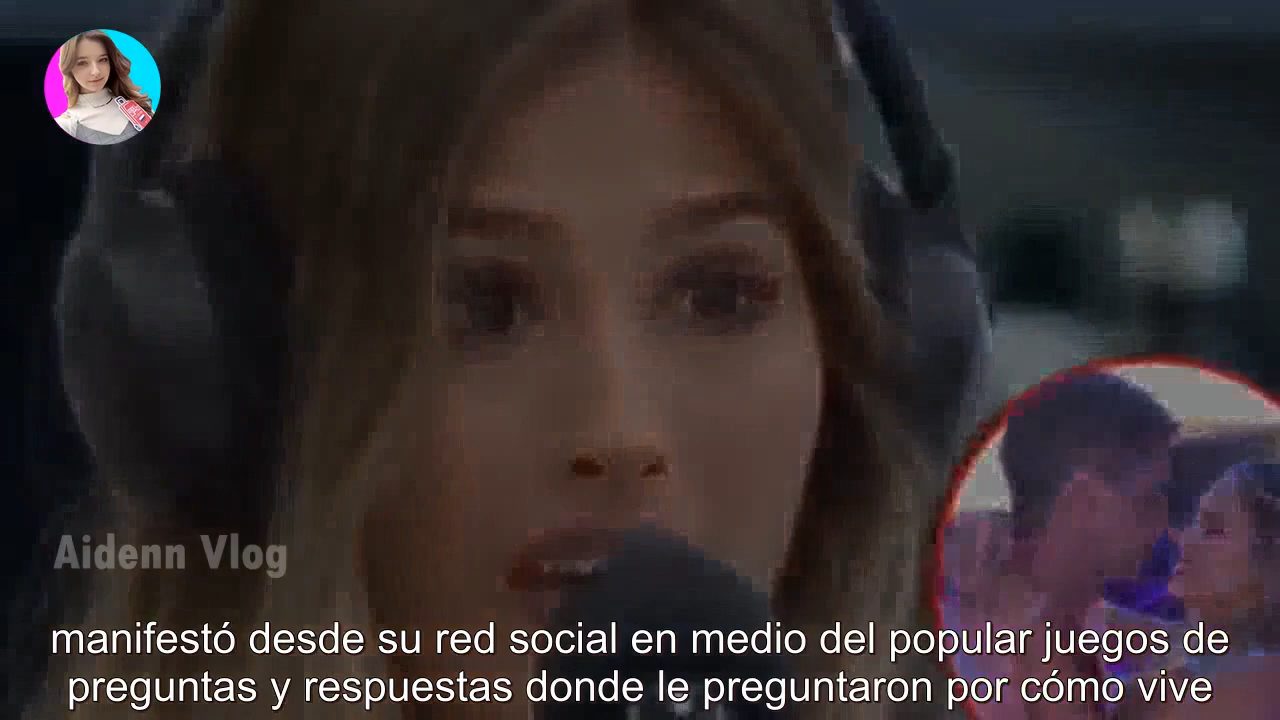 Aidenn Vlog
manifestó desde su red social en medio del popular juegos de
preguntas y respuestas donde le preguntaron por cómo vive